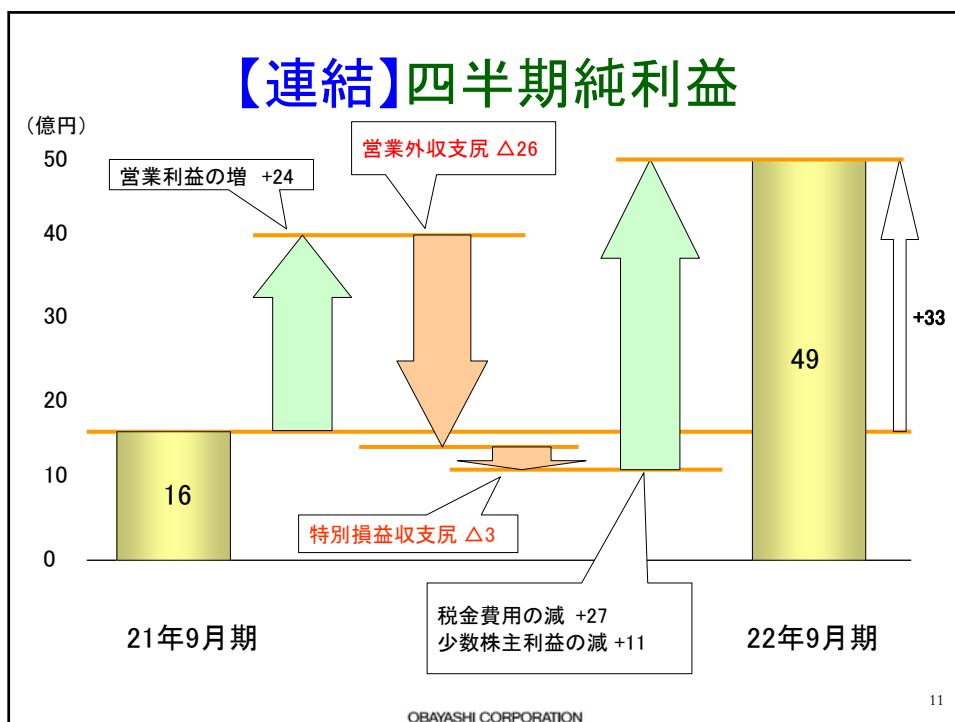 【連結】四半期純利益
（億円）
50
40
30
20
10
0
営業利益の増 +24
営業外収支尻 △26
特別損益収支尻 △3
税金費用の減 +27
少数株主利益の減 +11
16
49
+33
21年9月期
22年9月期
OBAYASHI CORPORATION
11